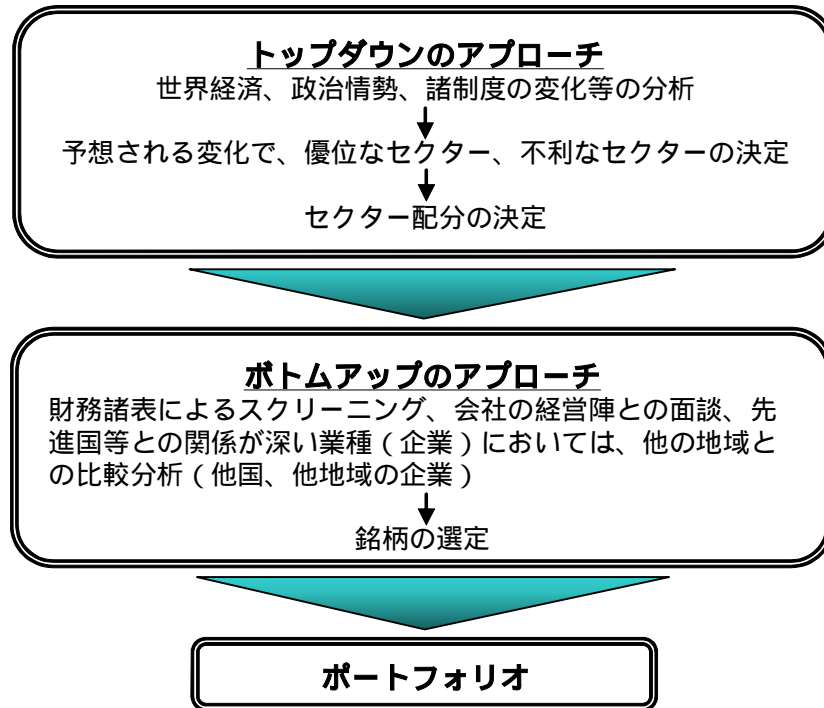 トップダウンのアプローチ
世界経済、政治情勢、諸制度の変化等の分析
予想される変化で、優位なセクター、不利なセクターの決定
セクター配分の決定
ボトムアップのアプローチ
財務諸表によるスクリーニング、会社の経営陣との面談、先
進国等との関係が深い業種（企業）においては、他の地域と
の比較分析（他国、他地域の企業）
銘柄の選定
ポートフォリオ